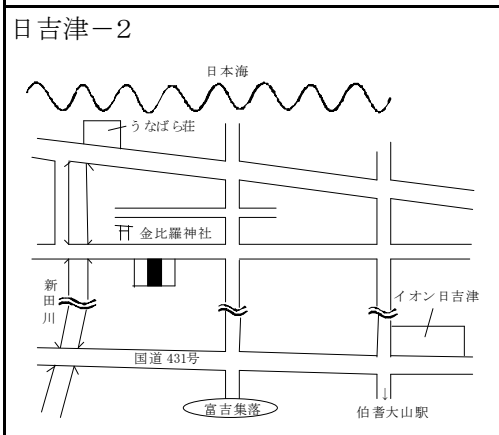 日吉津－2
日本海
うなばら荘
金比羅神社
新田川
イオン日吉津
国道 431号
富吉集落
↓
伯耆大山駅